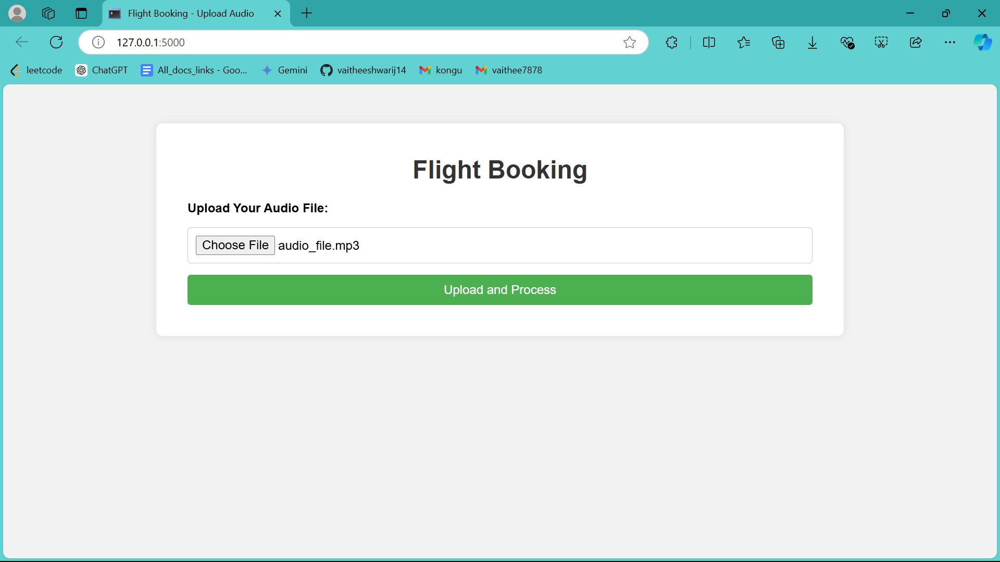 Flight Booking - Upload Audio
127.0.0.1:5000
leetcode ChatGPT All_docs_links - Goo... Gemini vaitheeshwarij14 kongu vaithee7878
Flight Booking
Upload Your Audio File:
Choose File audio_file.mp3
Upload and Process